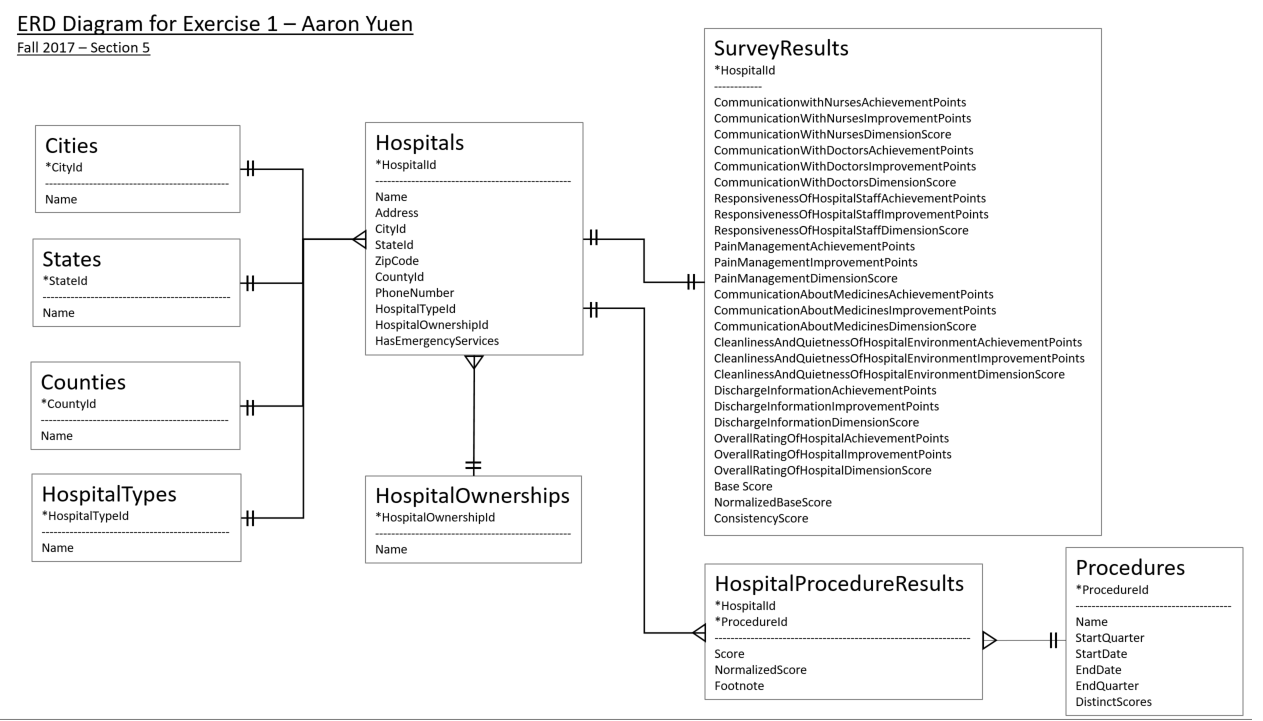 ERD Diagram for Exercise 1 – Aaron Yuen
Fall 2017 – Section 5
Cities
*CityId
Name
States
*StateId
Name
Counties
*CountyId
Name
HospitalTypes
*HospitalTypeId
Name
Hospitals
*HospitalId
Name
Address
CityId
StateId
ZipCode
CountyId
PhoneNumber
HospitalTypeId
HospitalOwnershipId
HasEmergencyServices
HospitalOwnerships
*HospitalOwnershipId
Name
SurveyResults
*HospitalId
CommunicationwithNursesAchievementPoints
CommunicationWithNursesImprovementPoints
CommunicationWithNursesDimensionScore
CommunicationWithDoctorsAchievementPoints
CommunicationWithDoctorsImprovementPoints
CommunicationWithDoctorsDimensionScore
ResponsivenessOfHospitalStaffAchievementPoints
ResponsivenessOfHospitalStaffImprovementPoints
ResponsivenessOfHospitalStaffDimensionScore
PainManagementAchievementPoints
PainManagementImprovementPoints
PainManagementDimensionScore
CommunicationAboutMedicinesAchievementPoints
CommunicationAboutMedicinesImprovementPoints
CommunicationAboutMedicinesDimensionScore
CleanlinessAndQuietnessOfHospitalEnvironmentAchievementPoints
CleanlinessAndQuietnessOfHospitalEnvironmentImprovementPoints
CleanlinessAndQuietnessOfHospitalEnvironmentDimensionScore
DischargeInformationAchievementPoints
DischargeInformationImprovementPoints
DischargeInformationDimensionScore
OverallRatingOfHospitalAchievementPoints
OverallRatingOfHospitalImprovementPoints
OverallRatingOfHospitalDimensionScore
Base Score
NormalizedBaseScore
ConsistencyScore
HospitalProcedureResults
*HospitalId
*ProcedureId
Score
NormalizedScore
Footnote
Procedures
*ProcedureId
Name
StartQuarter
StartDate
EndDate
EndQuarter
DistinctScores